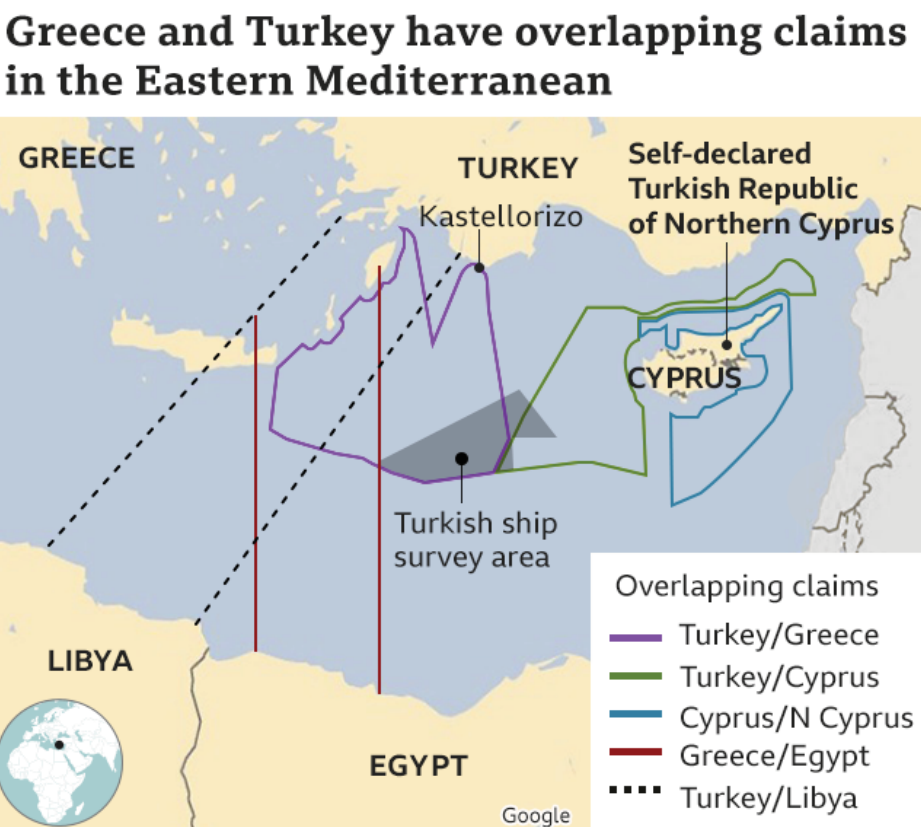 Greece and Turkey have overlapping claims
in the Eastern Mediterranean
GREECE
TURKEY
Self-declared
Turkish Republic
of Northern Cyprus
Kastellorizo
CYPRUS
Turkish ship
survey area
LIBYA
EGYPT
Overlapping claims
Turkey/Greece
Turkey/Cyprus
Cyprus/N Cyprus
Greece/Egypt
Turkey/Libya
Google